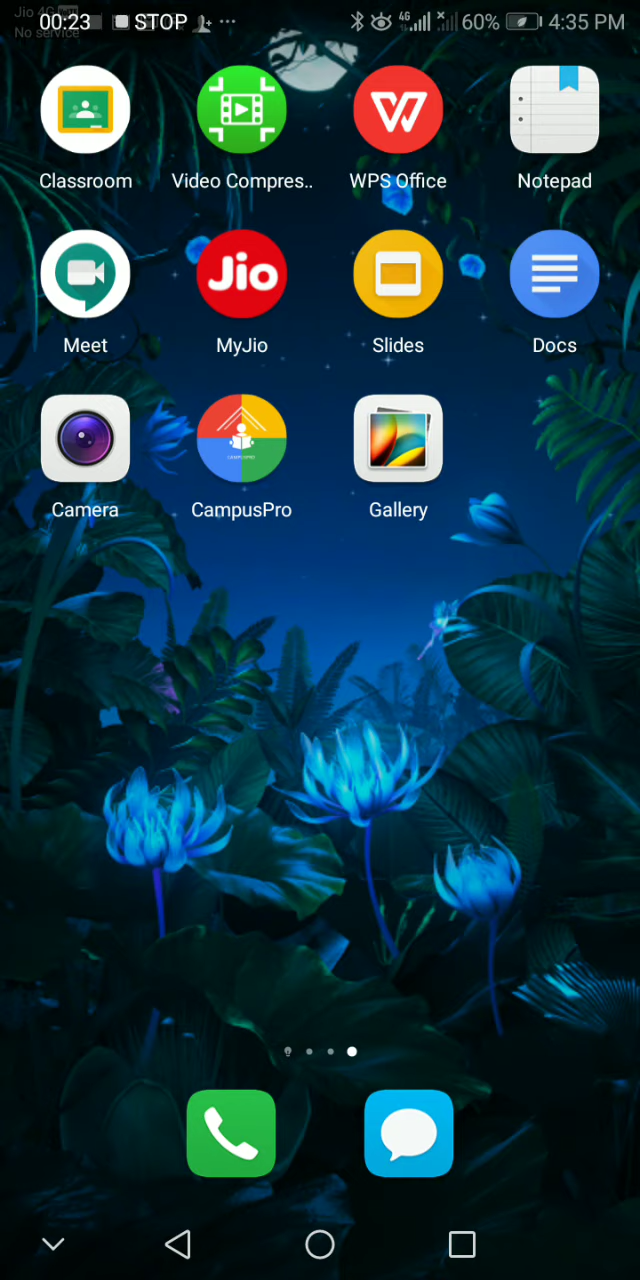 Jio 4G
No service
00:23 STOP ... 4G 60% 4:35 PM
Classroom Video Compres.. WPS Office Notepad
Jio
Meet MyJio Slides Docs
CAMPUSPRO
Camera CampusPro Gallery